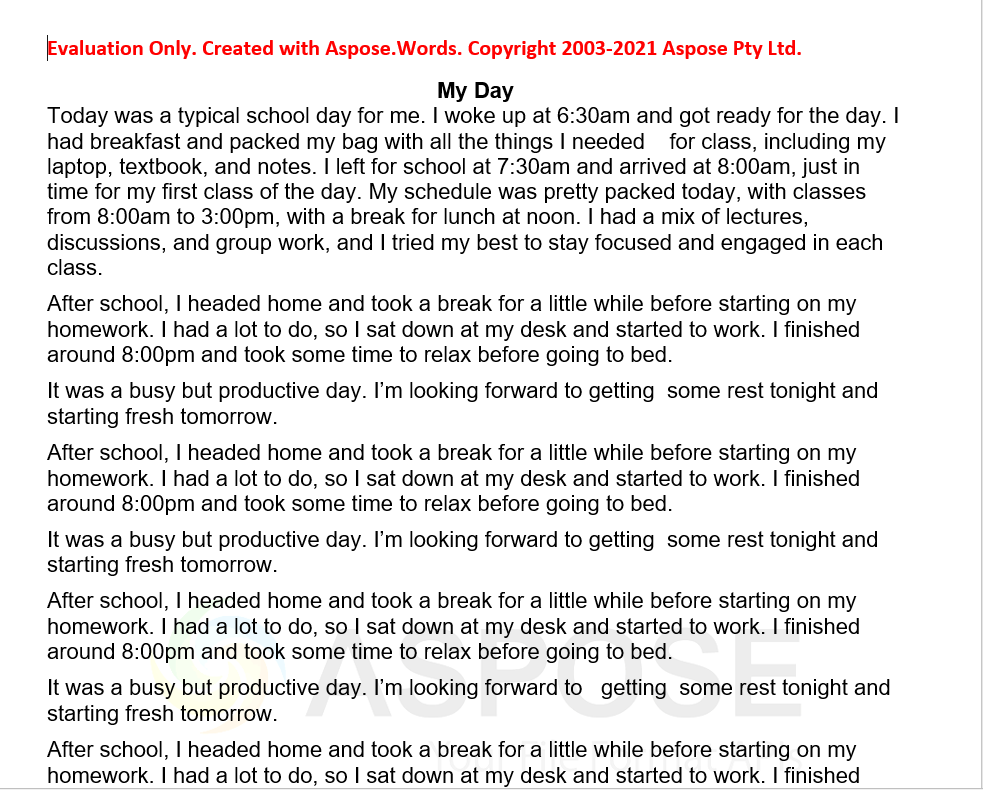 Evaluation Only. Created with Aspose.Words. Copyright 2003-2021 Aspose Pty Ltd.
My Day
Today was a typical school day for me. I woke up at 6:30am and got ready for the day. I
had breakfast and packed my bag with all the things I needed    for class, including my
laptop, textbook, and notes. I left for school at 7:30am and arrived at 8:00am, just in
time for my first class of the day. My schedule was pretty packed today, with classes
from 8:00am to 3:00pm, with a break for lunch at noon. I had a mix of lectures,
discussions, and group work, and I tried my best to stay focused and engaged in each
class.
After school, I headed home and took a break for a little while before starting on my
homework. I had a lot to do, so I sat down at my desk and started to work. I finished
around 8:00pm and took some time to relax before going to bed.
It was a busy but productive day. I’m looking forward to getting  some rest tonight and
starting fresh tomorrow.
After school, I headed home and took a break for a little while before starting on my
homework. I had a lot to do, so I sat down at my desk and started to work. I finished
around 8:00pm and took some time to relax before going to bed.
It was a busy but productive day. I’m looking forward to getting  some rest tonight and
starting fresh tomorrow.
After school, I headed home and took a break for a little while before starting on my
homework. I had a lot to do, so I sat down at my desk and started to work. I finished
around 8:00pm and took some time to relax before going to bed.
ASPOSE
It was a busy but productive day. I’m looking forward to   getting  some rest tonight and
starting fresh tomorrow.
After school, I headed home and took a break for a little while before starting on my
Your File Format APIs
homework. I had a lot to do, so I sat down at my desk and started to work. I finished